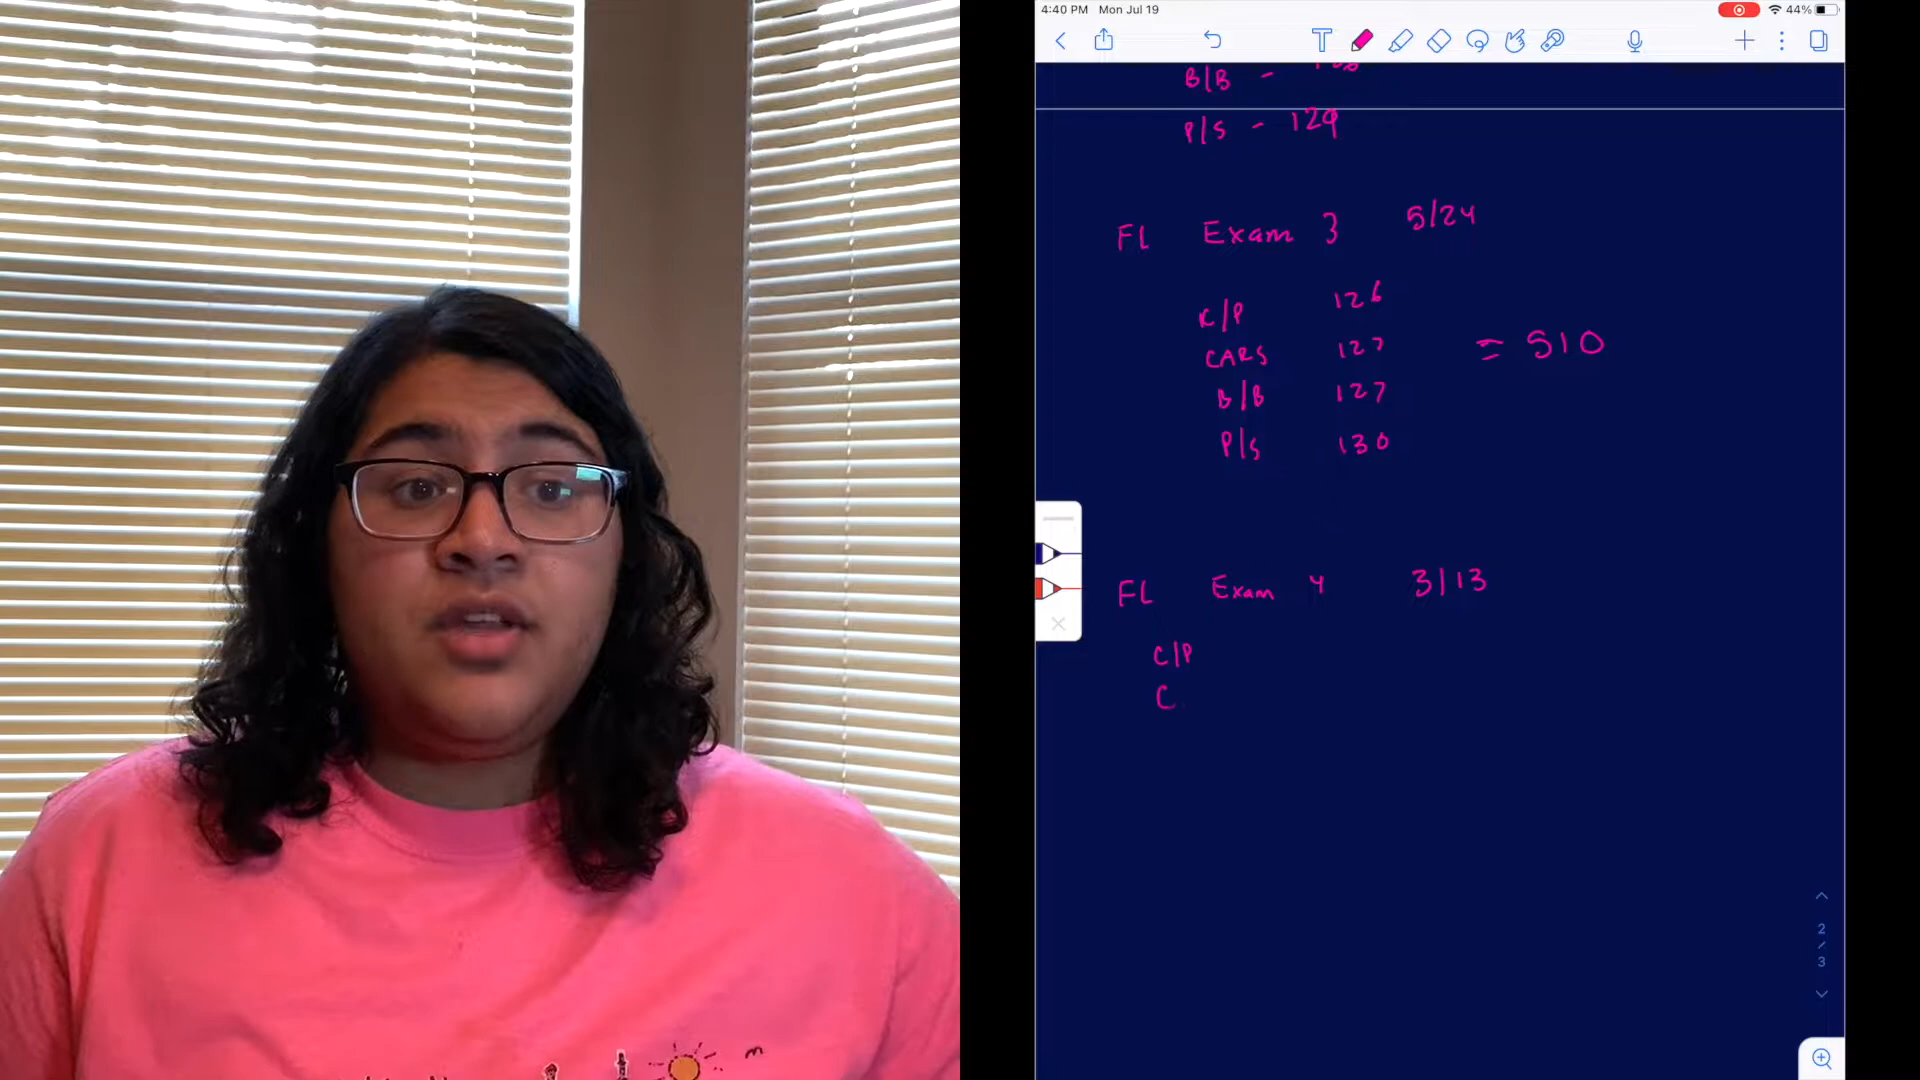 4:40 PM Mon Jul 19
44%
B/B -
P/S - 129
FL Exam 3 5/24
C/P 126
CARS 127
= 510
B/B 127
P/S 130
FL Exam 4 3/13
C/P
C
2
/
3